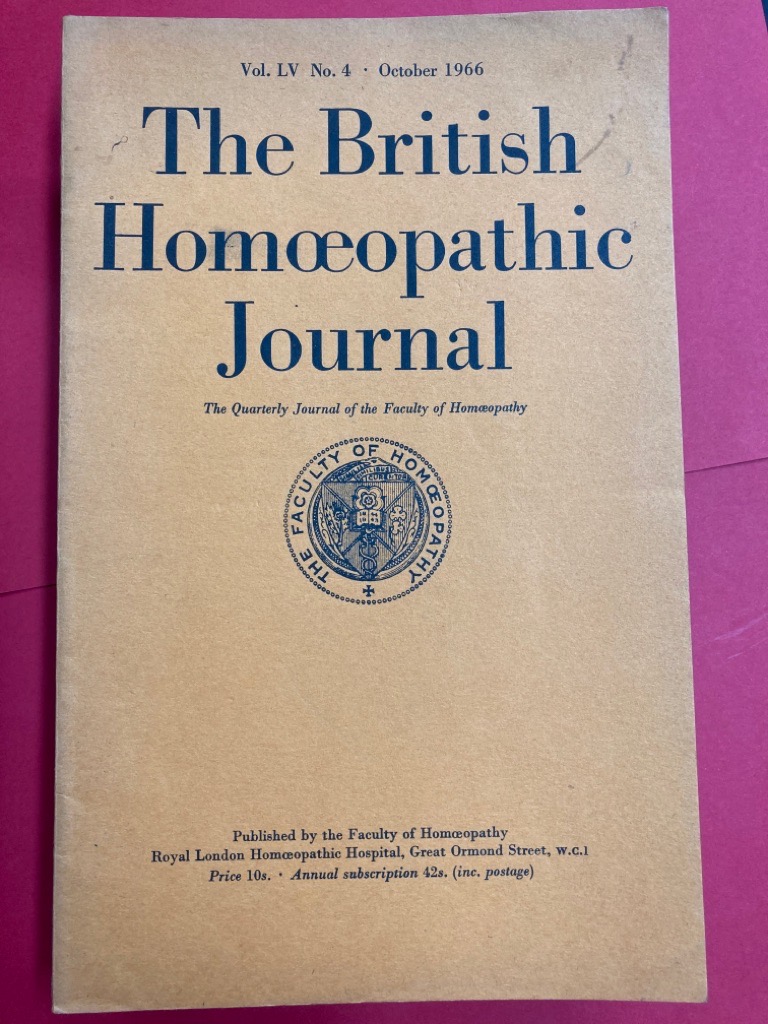 Vol. LV No. 4 · October 1966
The British
Homœopathic
Journal
The Quarterly Journal of the Faculty of Homœopathy
THE FACULTY OF HOMŒOPATHY
Published by the Faculty of Homœopathy
Royal London Homœopathic Hospital, Great Ormond Street, W.C.1
Price 10s. · Annual subscription 42s. (inc. postage)